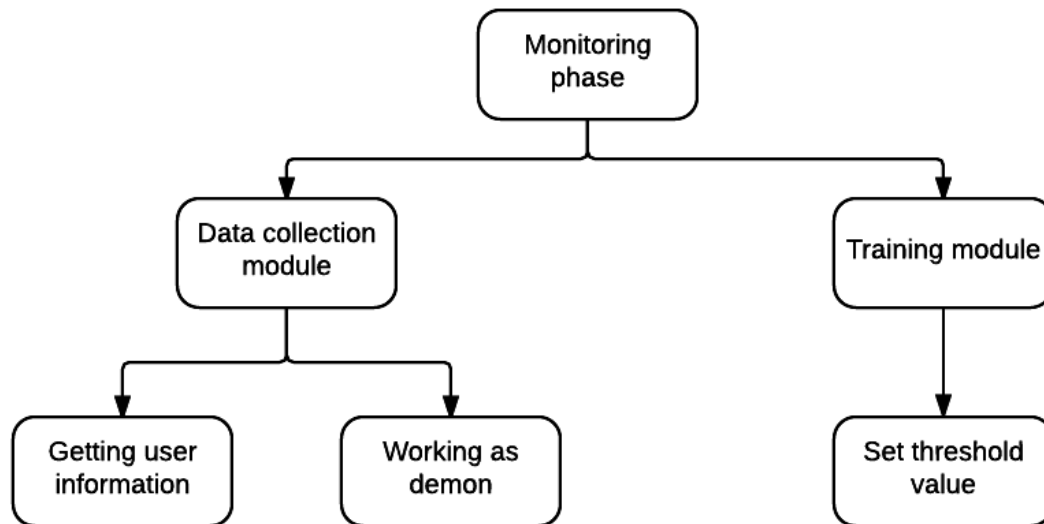 Monitoring
phase
Data collection
module
Training module
Getting user
information
Working as
demon
Set threshold
value